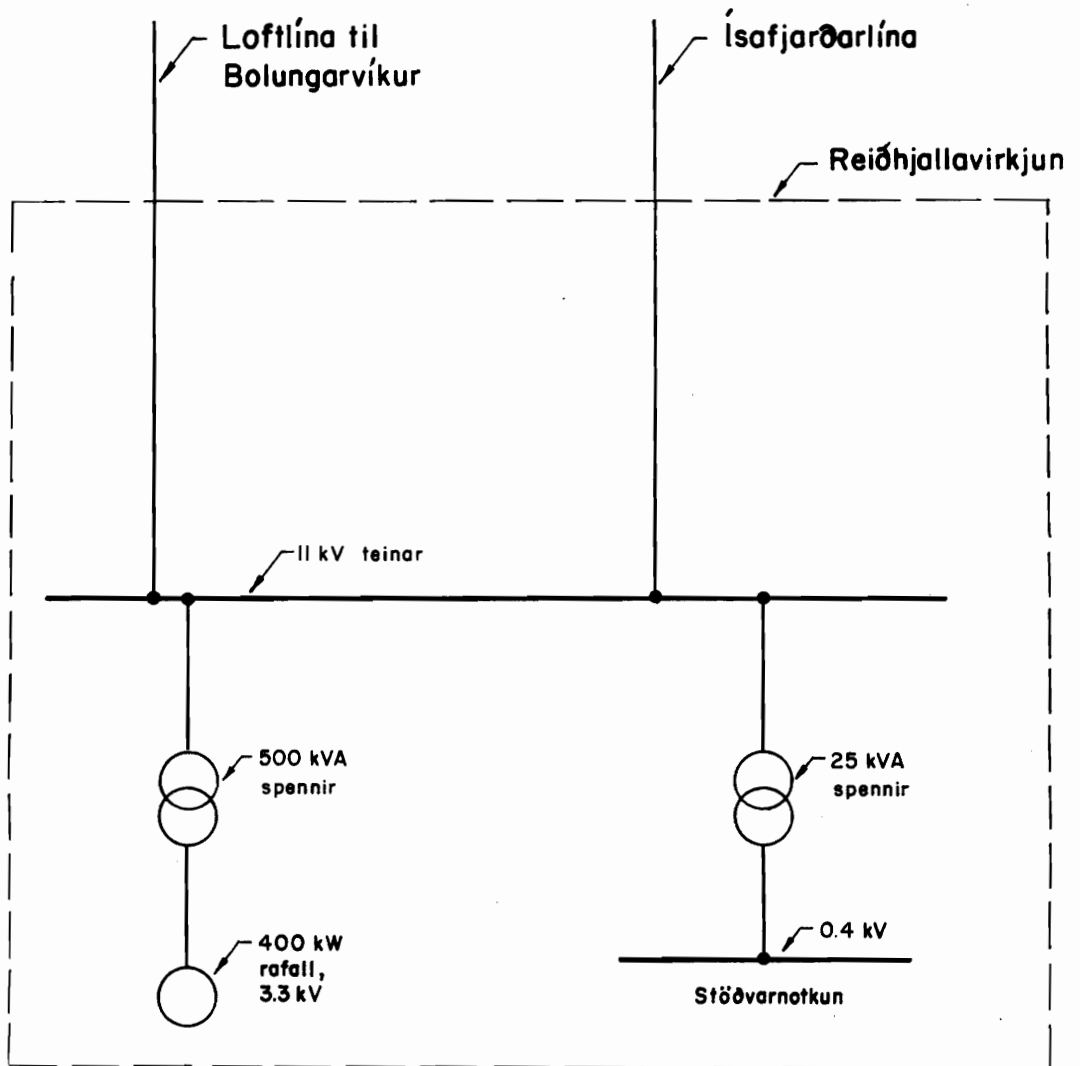 Loftlína til
Bolungarvíkur
Ísafjarðarlína
Reiðhjallavirkjun
11 kV teinar
500 kVA
spennir
25 kVA
spennir
400 kW
rafall,
3.3 kV
0.4 kV
Stöðvarnotkun